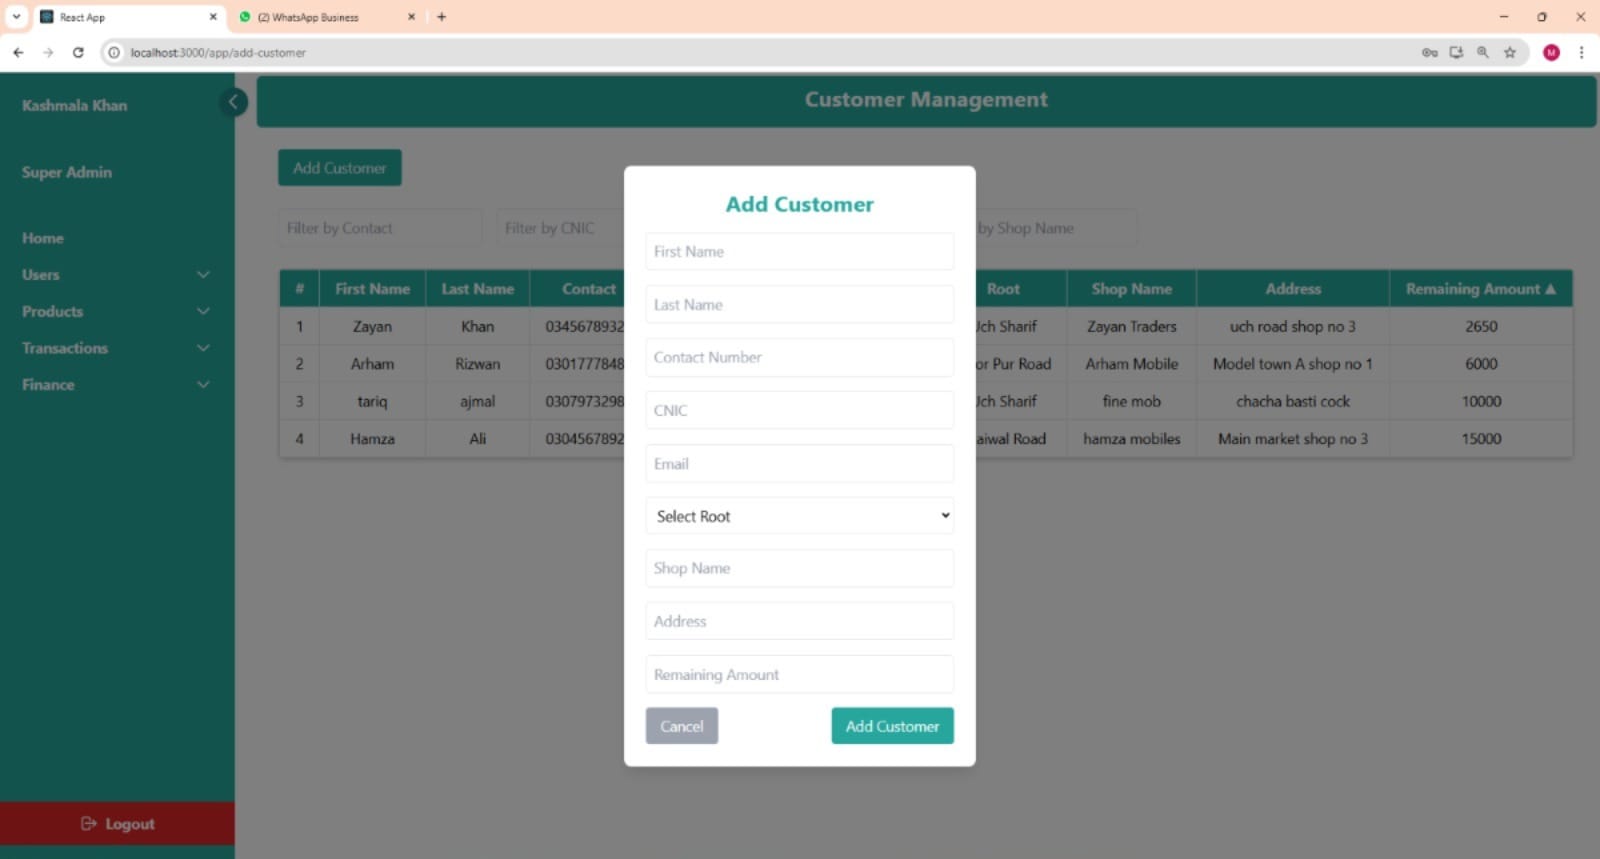 React App
(2) WhatsApp Business
localhost:3000/app/add-customer
M
Kashmala Khan
Super Admin
Home
Users
Products
Transactions
Finance
Logout
Customer Management
Add Customer
Filter by Contact
Filter by CNIC
by Shop Name
# First Name Last Name Contact Root Shop Name Address Remaining Amount ▲
1 Zayan Khan 0345678932 Uch Sharif Zayan Traders uch road shop no 3 2650
2 Arham Rizwan 0301777848 or Pur Road Arham Mobile Model town A shop no 1 6000
3 tariq ajmal 0307973298 Uch Sharif fine mob chacha basti cock 10000
4 Hamza Ali 0304567892 aiwal Road hamza mobiles Main market shop no 3 15000
Add Customer
First Name
Last Name
Contact Number
CNIC
Email
Select Root
Shop Name
Address
Remaining Amount
Cancel
Add Customer